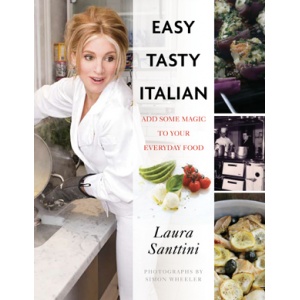 EASY
TASTY
ITALIAN
ADD SOME MAGIC
TO YOUR
EVERYDAY FOOD
Laura
Santtini
PHOTOGRAPHS BY
SIMON WHEELER